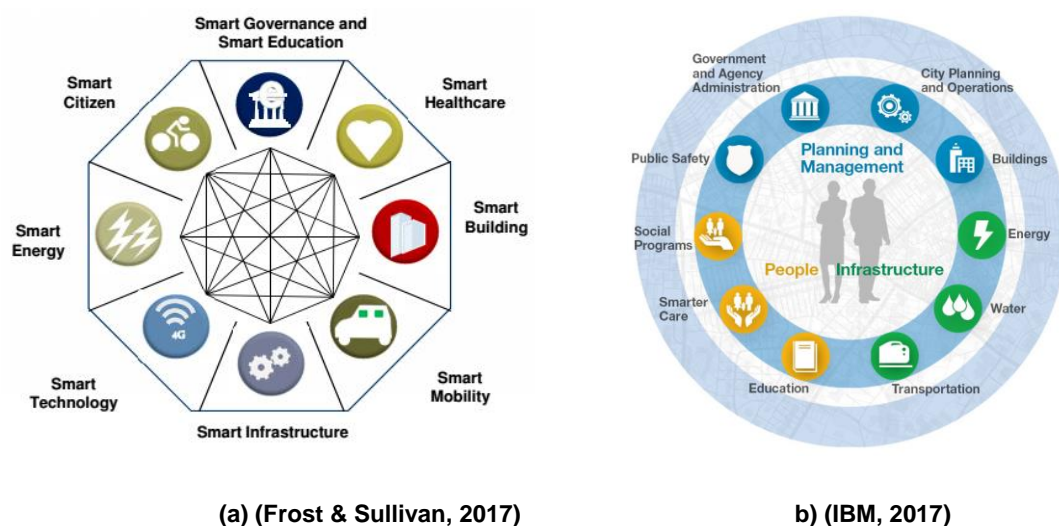 Smart Governance and
Smart Education
Smart
Citizen
Smart
Healthcare
Smart
Energy
Smart
Building
4G
Smart
Technology
Smart
Mobility
Smart Infrastructure
Government
and Agency
Administration
City Planning
and Operations
Public Safety
Planning and
Management
Buildings
Social
Programs
Energy
People
Infrastructure
Smarter
Care
Water
Education
Transportation
(a) (Frost & Sullivan, 2017)
b) (IBM, 2017)